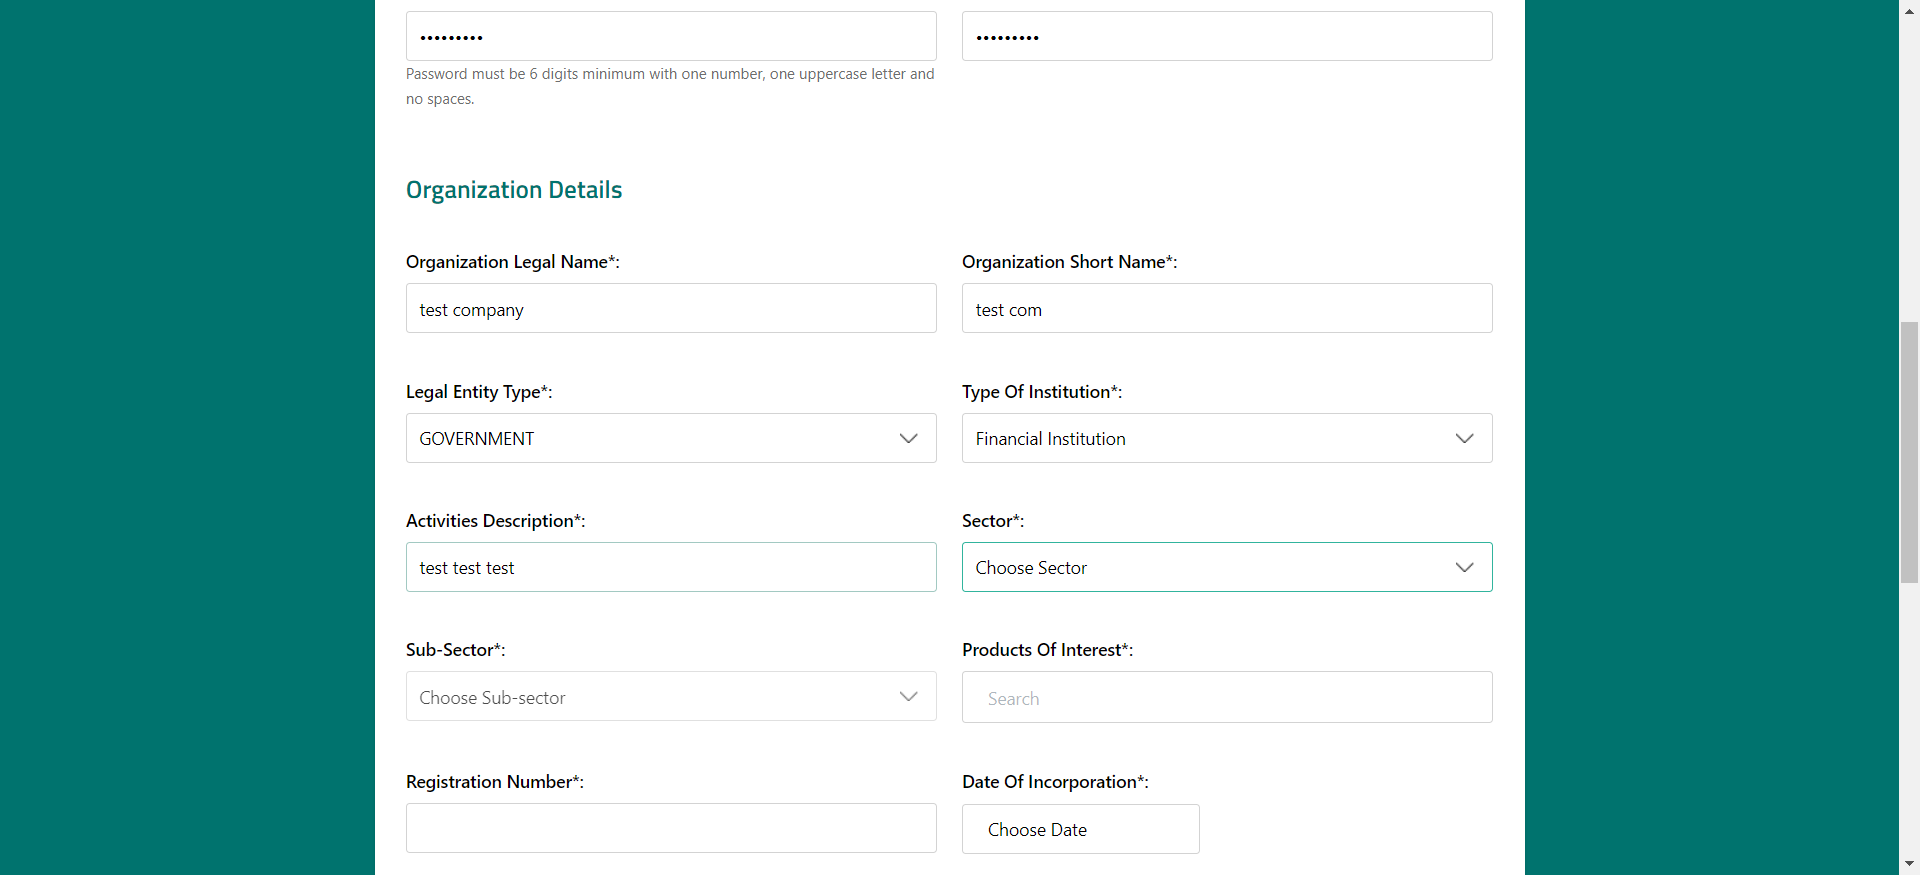 •••••••••
•••••••••
Password must be 6 digits minimum with one number, one uppercase letter and
no spaces.
Organization Details
Organization Legal Name*:
Organization Short Name*:
test company
test com
Legal Entity Type*:
Type Of Institution*:
GOVERNMENT
Financial Institution
Activities Description*:
Sector*:
test test test
Choose Sector
Sub-Sector*:
Products Of Interest*:
Choose Sub-sector
Search
Registration Number*:
Date Of Incorporation*:
Choose Date